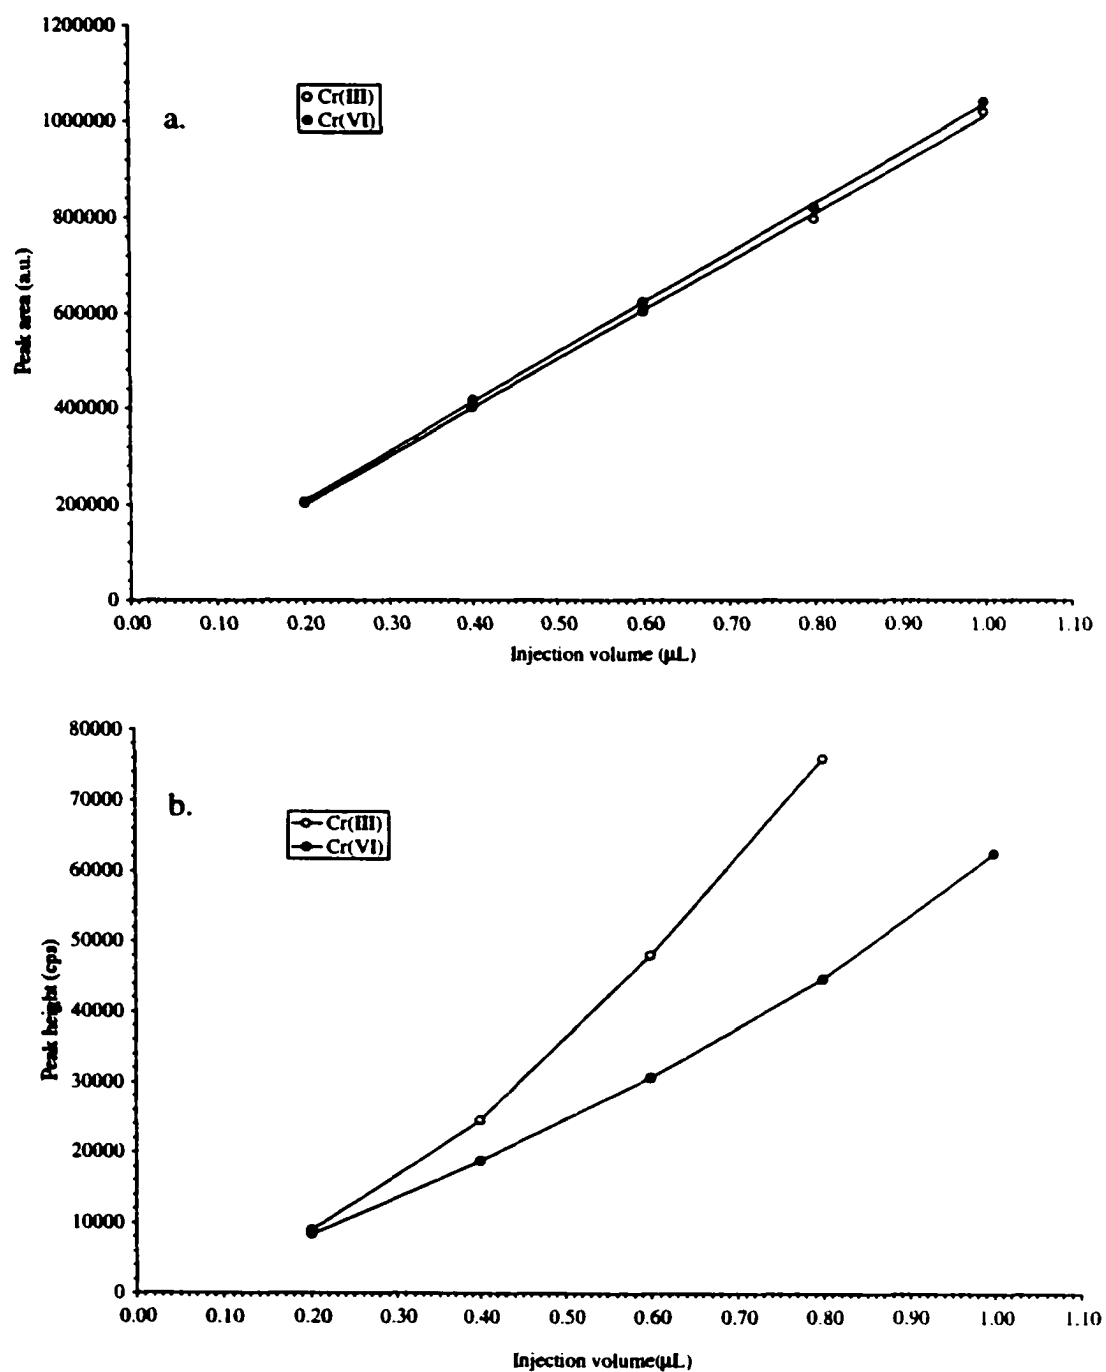 1200000
1000000
800000
600000
400000
200000
0
Peak area (a.u.)
a.
Cr(III)
Cr(VI)
0.00 0.10 0.20 0.30 0.40 0.50 0.60 0.70 0.80 0.90 1.00 1.10
Injection volume (µL)
80000
70000
60000
50000
40000
30000
20000
10000
0
Peak height (cps)
b.
Cr(III)
Cr(VI)
0.00 0.10 0.20 0.30 0.40 0.50 0.60 0.70 0.80 0.90 1.00 1.10
Injection volume(µL)